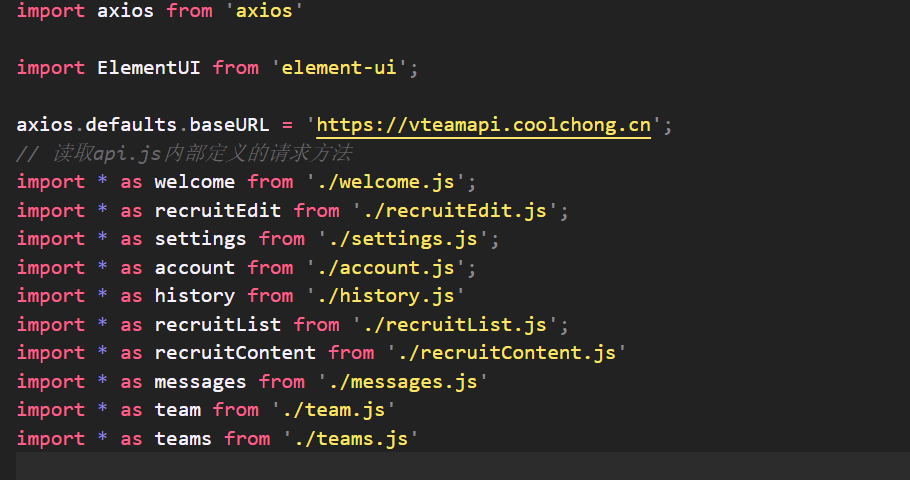 import axios from 'axios'
import ElementUI from 'element-ui';
axios.defaults.baseURL = 'https://vteamapi.coolchong.cn';
// 读取api.js内部定义的请求方法
import * as welcome from './welcome.js';
import * as recruitEdit from './recruitEdit.js';
import * as settings from './settings.js';
import * as account from './account.js';
import * as history from './history.js'
import * as recruitList from './recruitList.js';
import * as recruitContent from './recruitContent.js'
import * as messages from './messages.js'
import * as team from './team.js'
import * as teams from './teams.js'